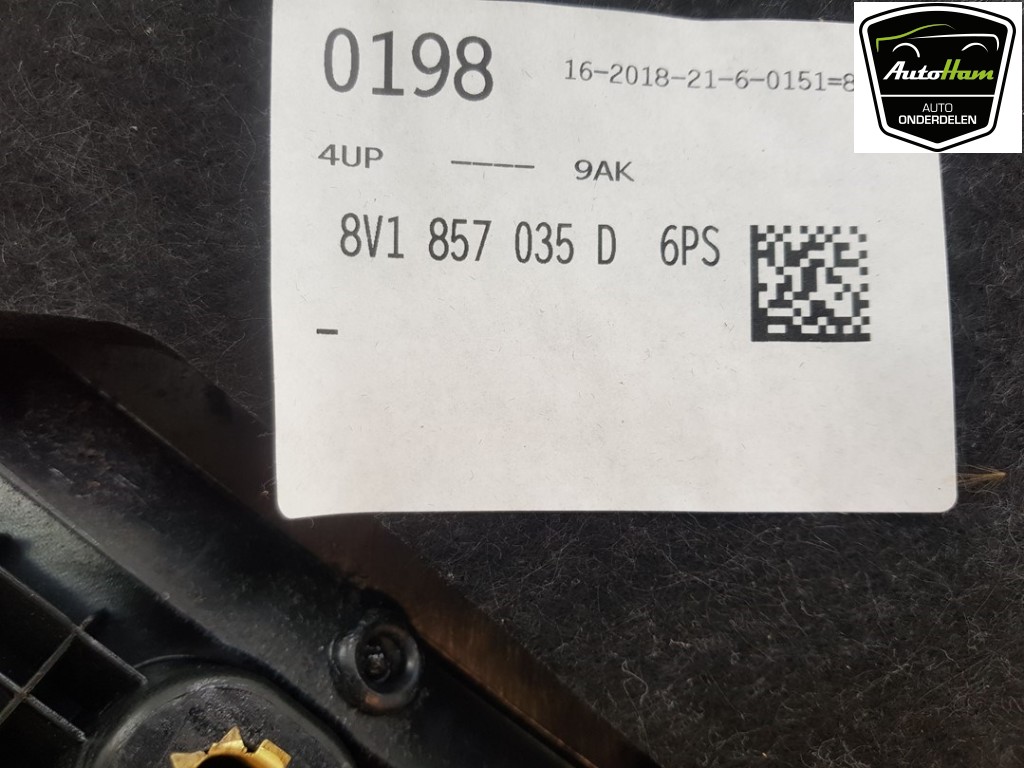 0198
16-2018-21-6-0151=8
4UP ---- 9AK
8V1 857 035 D 6PS
-
AutoHam
AUTO
ONDERDELEN